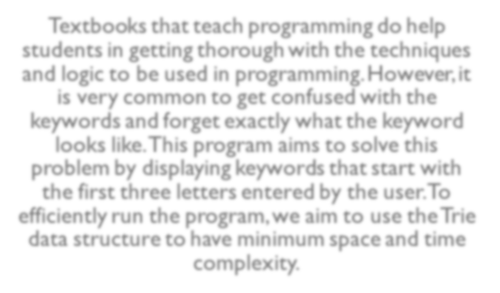 Textbooks that teach programming do help
students in getting thorough with the techniques
and logic to be used in programming. However, it
is very common to get confused with the
keywords and forget exactly what the keyword
looks like. This program aims to solve this
problem by displaying keywords that start with
the first three letters entered by the user. To
efficiently run the program, we aim to use the Trie
data structure to have minimum space and time
complexity.